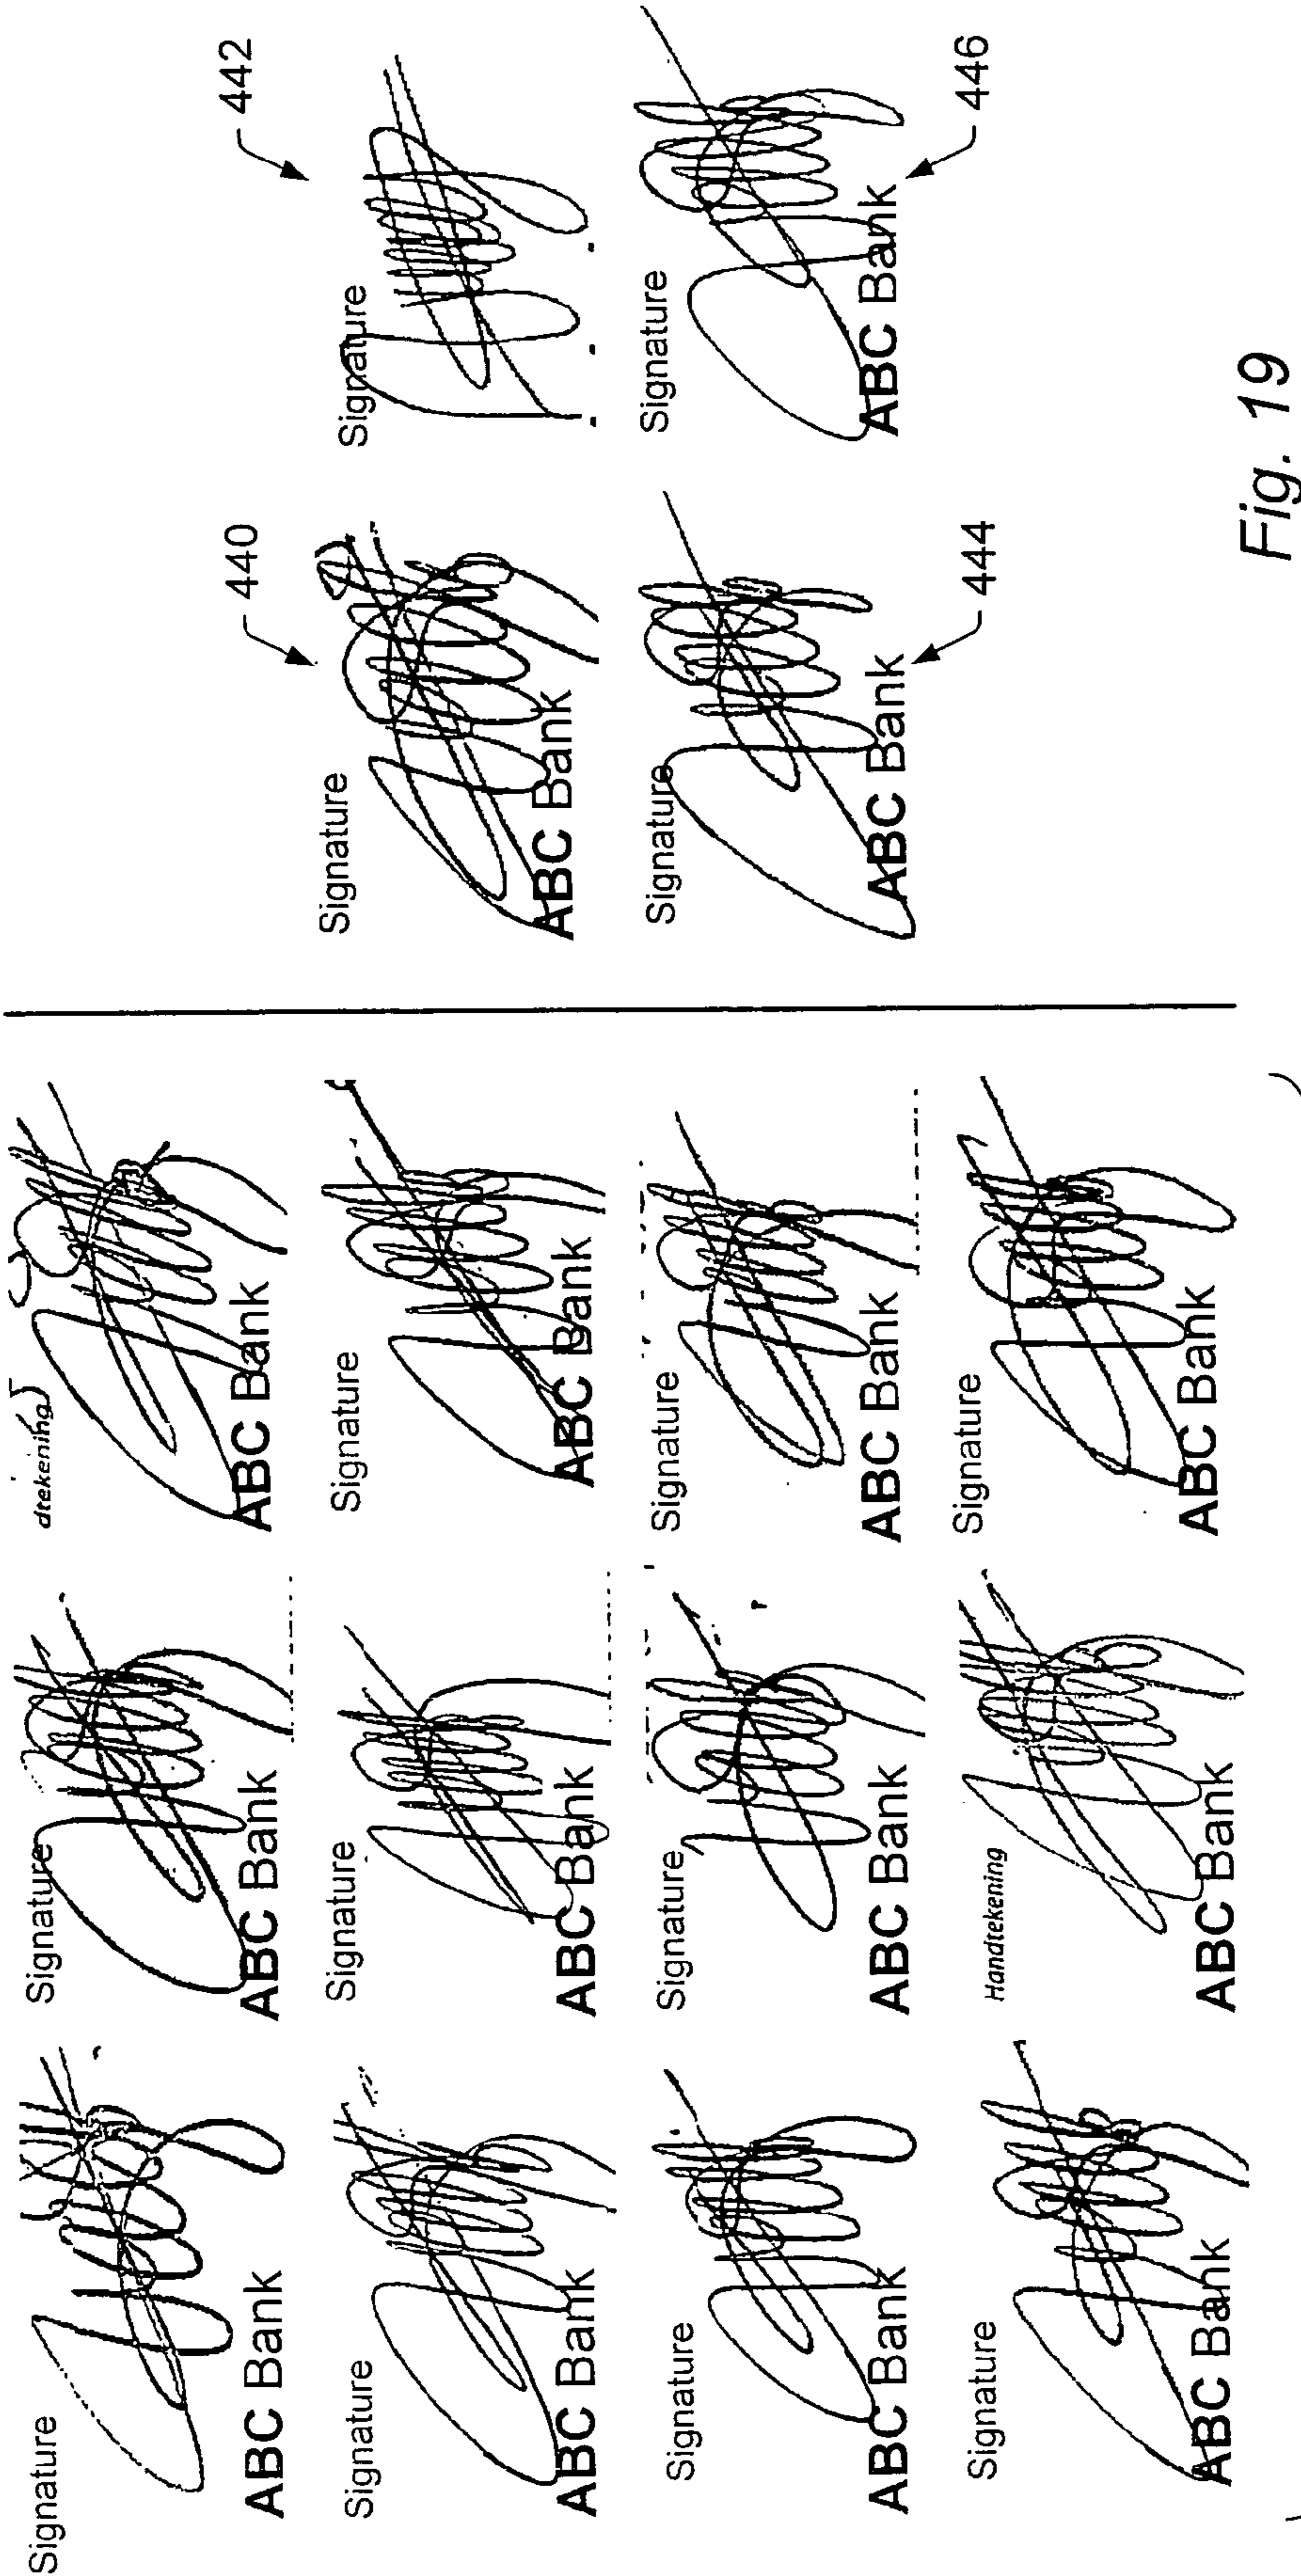 Signature Signature dtekening
ABC Bank ABC Bank ABC Bank
Signature Signature Signature
ABC Bank ABC Bank ABC Bank
Signature Signature Signature
ABC Bank ABC Bank ABC Bank
Signature Handtekening Signature
ABC Bank ABC Bank ABC Bank
440 442
Signature Signature
ABC Bank
Signature Signature
ABC Bank ABC Bank
444 446
Fig. 19